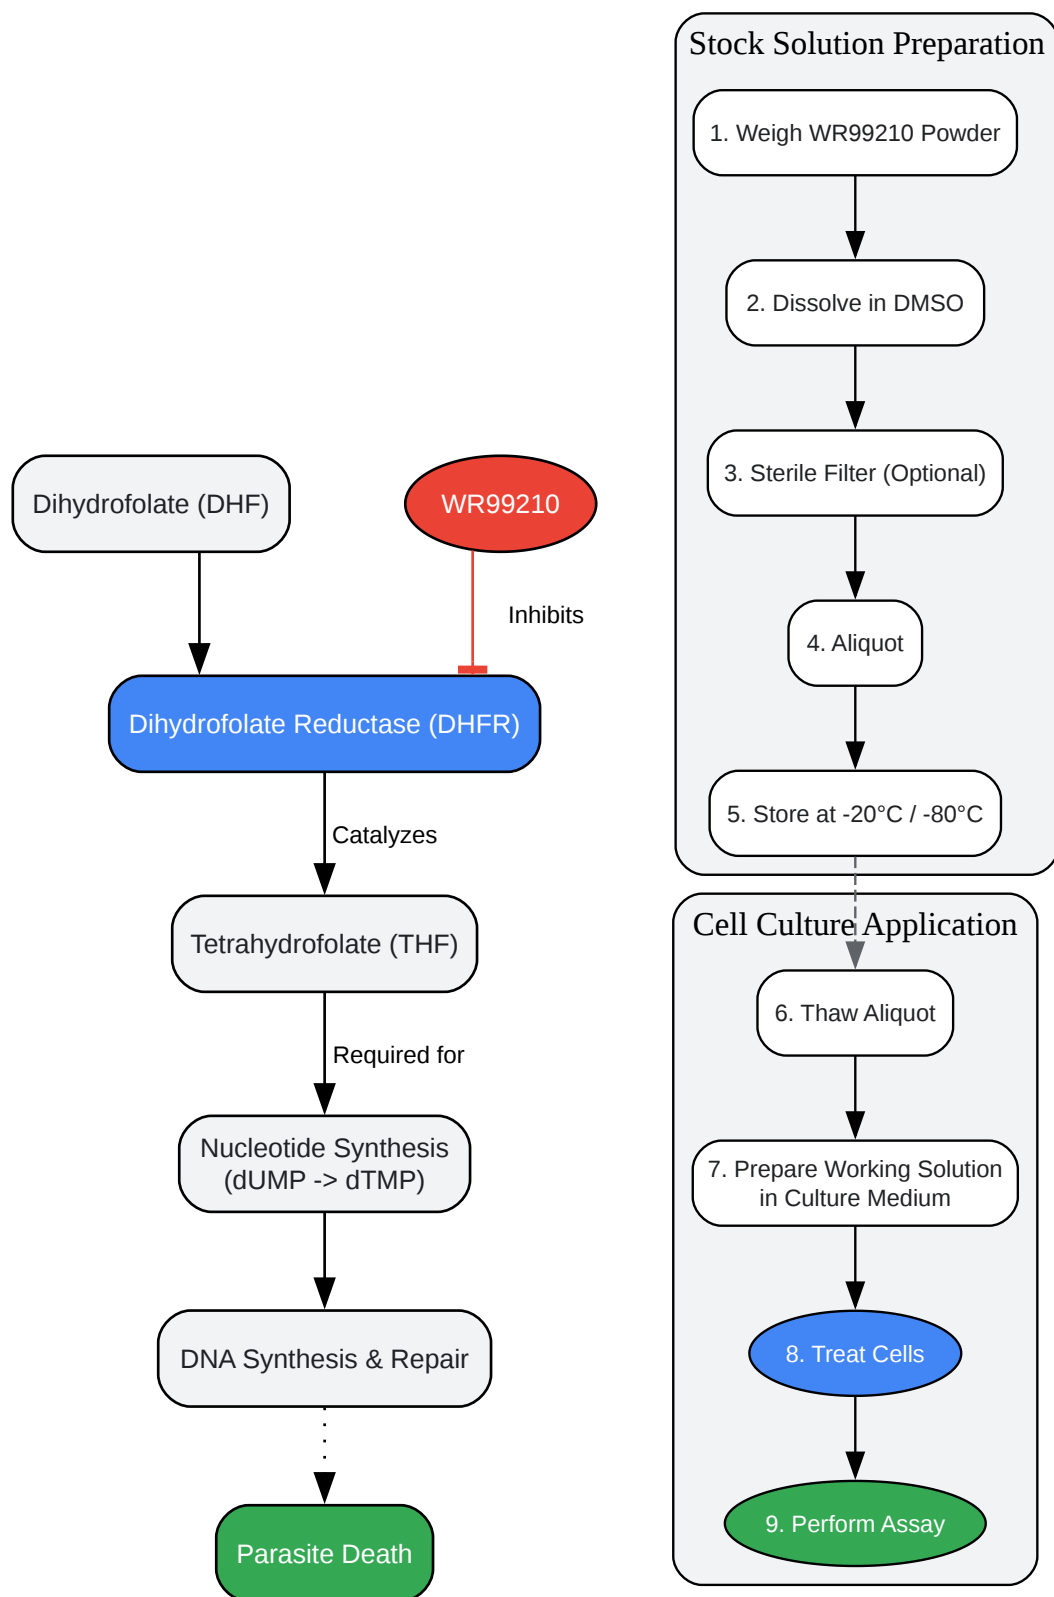 Dihydrofolate (DHF)
WR99210
Inhibits
Dihydrofolate Reductase (DHFR)
Catalyzes
Tetrahydrofolate (THF)
Required for
Nucleotide Synthesis
(dUMP -> dTMP)
DNA Synthesis & Repair
Parasite Death
Stock Solution Preparation
1. Weigh WR99210 Powder
2. Dissolve in DMSO
3. Sterile Filter (Optional)
4. Aliquot
5. Store at -20°C / -80°C
Cell Culture Application
6. Thaw Aliquot
7. Prepare Working Solution
in Culture Medium
8. Treat Cells
9. Perform Assay